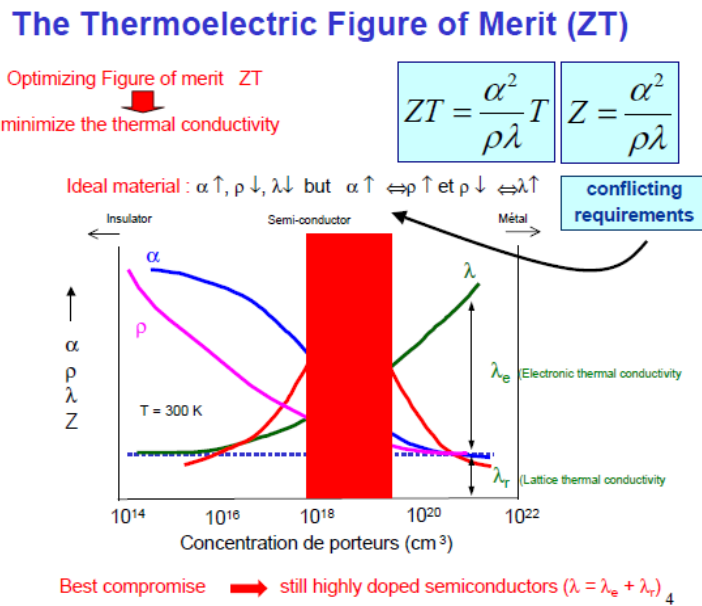 The Thermoelectric Figure of Merit (ZT)
Optimizing Figure of merit ZT
minimize the thermal conductivity
ZT = α² / ρλ T
Z = α² / ρλ
Ideal material : α ↑, ρ ↓, λ↓ but α ↑ ⇔ρ ↑ et ρ ↓ ⇔λ↑
conflicting
requirements
Insulator
Semi-conductor
Métal
α
ρ
λ
α
ρ
λ
Z
T = 300 K
λe (Electronic thermal conductivity
λr (Lattice thermal conductivity
10¹⁴ 10¹⁶ 10¹⁸ 10²⁰ 10²²
Concentration de porteurs (cm³)
Best compromise ➡ still highly doped semiconductors (λ = λe + λr)
4